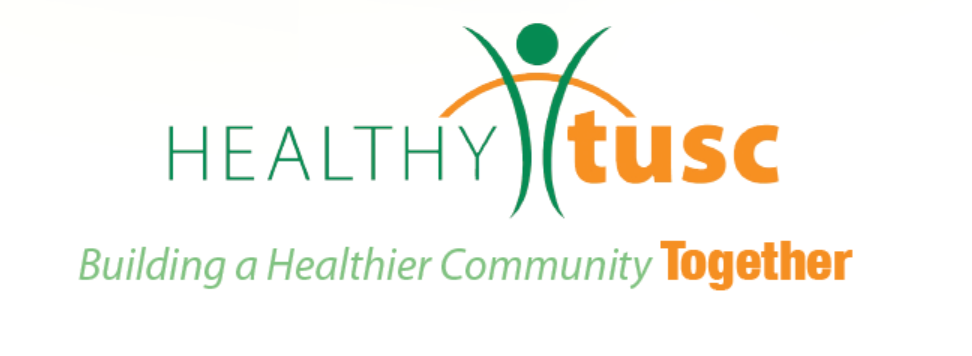 HEALTHY tusc
Building a Healthier Community Together